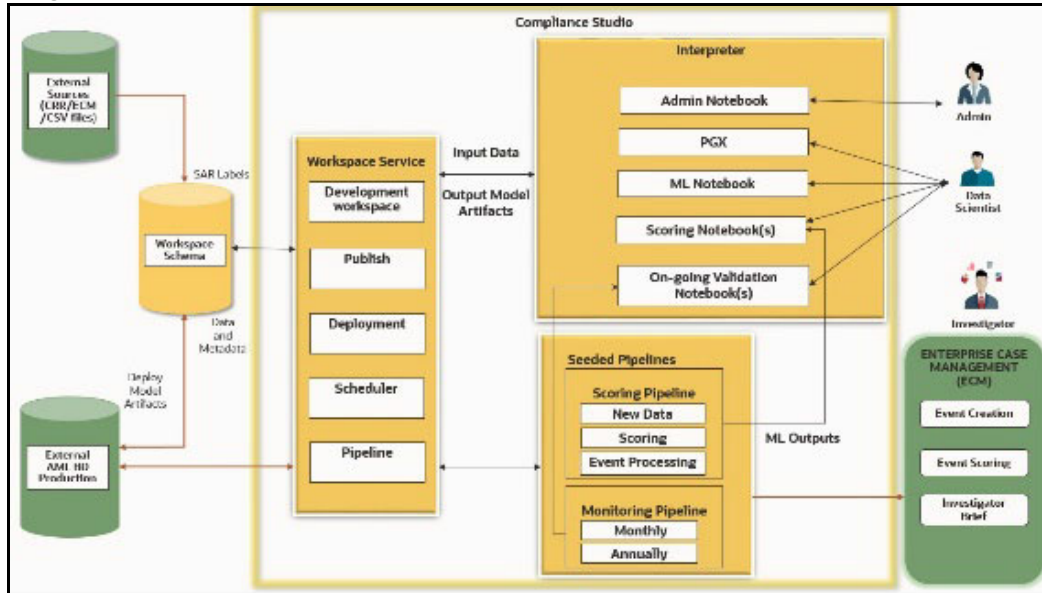 Compliance Studio
External
Sources
(CRR/ECM
/CSV files)
SAR Labels
Workspace
Schema
Data
and
Metadata
Deploy
Model
Artifacts
External
AML BD
Production
Workspace Service
Development
workspace
Publish
Deployment
Scheduler
Pipeline
Input Data
Output Model
Artifacts
Interpreter
Admin Notebook
PGX
ML Notebook
Scoring Notebook(s)
On-going Validation
Notebook(s)
Seeded Pipelines
Scoring Pipeline
New Data
Scoring
Event Processing
Monitoring Pipeline
Monthly
Annually
ML Outputs
Admin
Data
Scientist
Investigator
ENTERPRISE CASE
MANAGEMENT
(ECM)
Event Creation
Event Scoring
Investigator
Brief